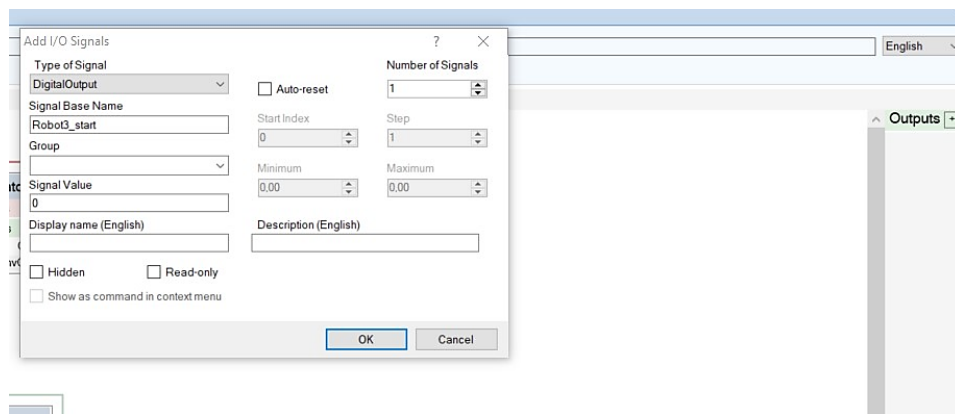 Add I/O Signals
?
English
Type of Signal
Number of Signals
DigitalOutput
Auto-reset
1
Signal Base Name
Robot3_start
Start Index
Step
0
1
Group
Minimum
Maximum
0,00
0,00
Signal Value
0
Display name (English)
Description (English)
Hidden
Read-only
Show as command in context menu
OK
Cancel
Outputs +